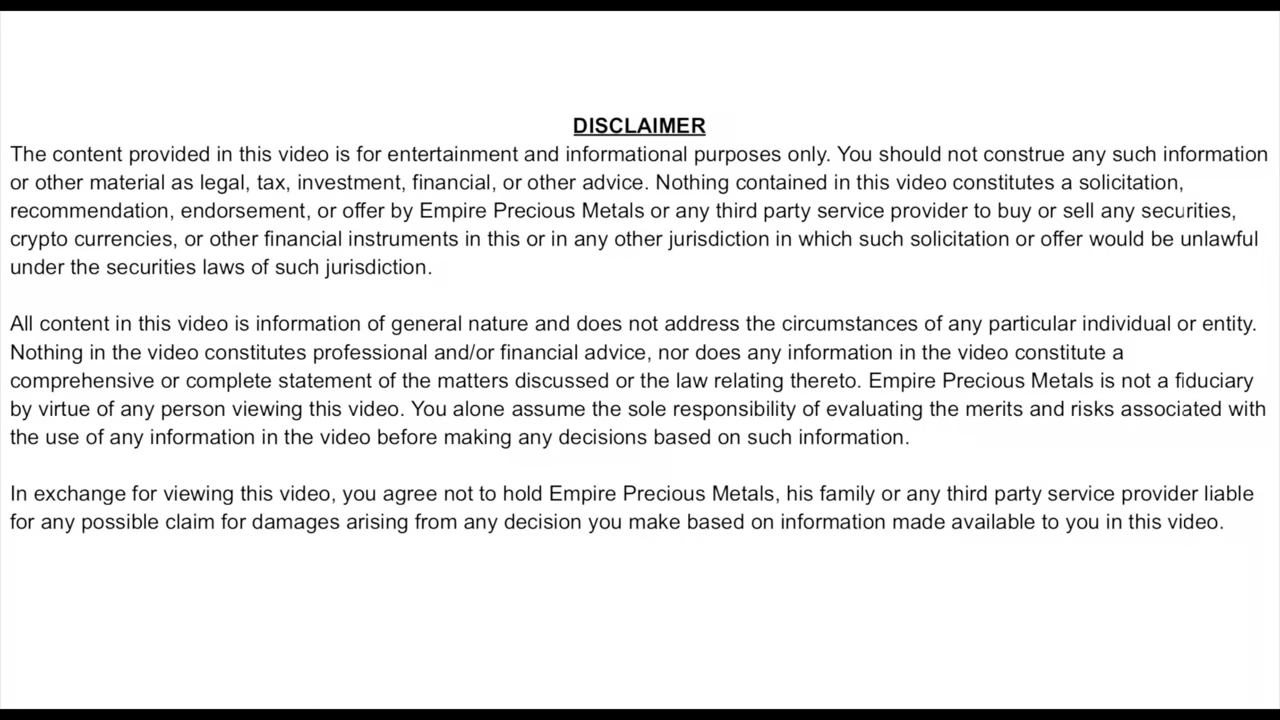 DISCLAIMER
The content provided in this video is for entertainment and informational purposes only. You should not construe any such information
or other material as legal, tax, investment, financial, or other advice. Nothing contained in this video constitutes a solicitation,
recommendation, endorsement, or offer by Empire Precious Metals or any third party service provider to buy or sell any securities,
crypto currencies, or other financial instruments in this or in any other jurisdiction in which such solicitation or offer would be unlawful
under the securities laws of such jurisdiction.
All content in this video is information of general nature and does not address the circumstances of any particular individual or entity.
Nothing in the video constitutes professional and/or financial advice, nor does any information in the video constitute a
comprehensive or complete statement of the matters discussed or the law relating thereto. Empire Precious Metals is not a fiduciary
by virtue of any person viewing this video. You alone assume the sole responsibility of evaluating the merits and risks associated with
the use of any information in the video before making any decisions based on such information.
In exchange for viewing this video, you agree not to hold Empire Precious Metals, his family or any third party service provider liable
for any possible claim for damages arising from any decision you make based on information made available to you in this video.